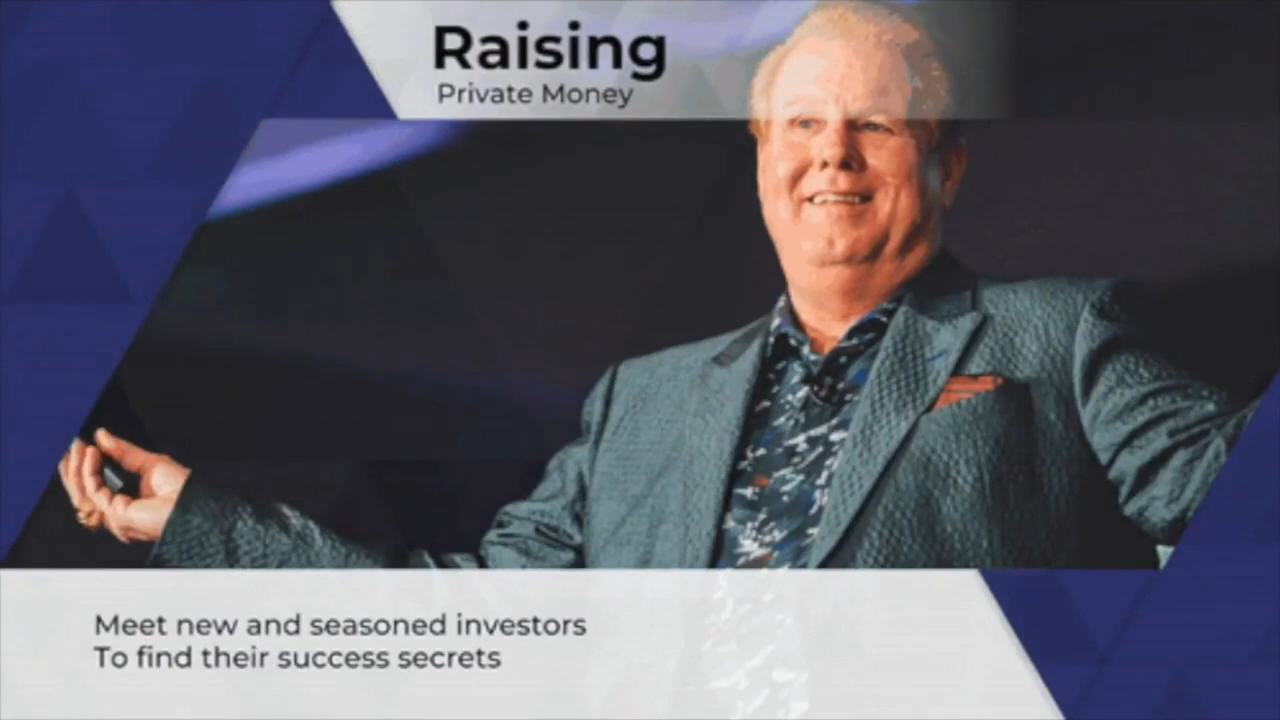 Raising
Private Money
Meet new and seasoned investors
To find their success secrets